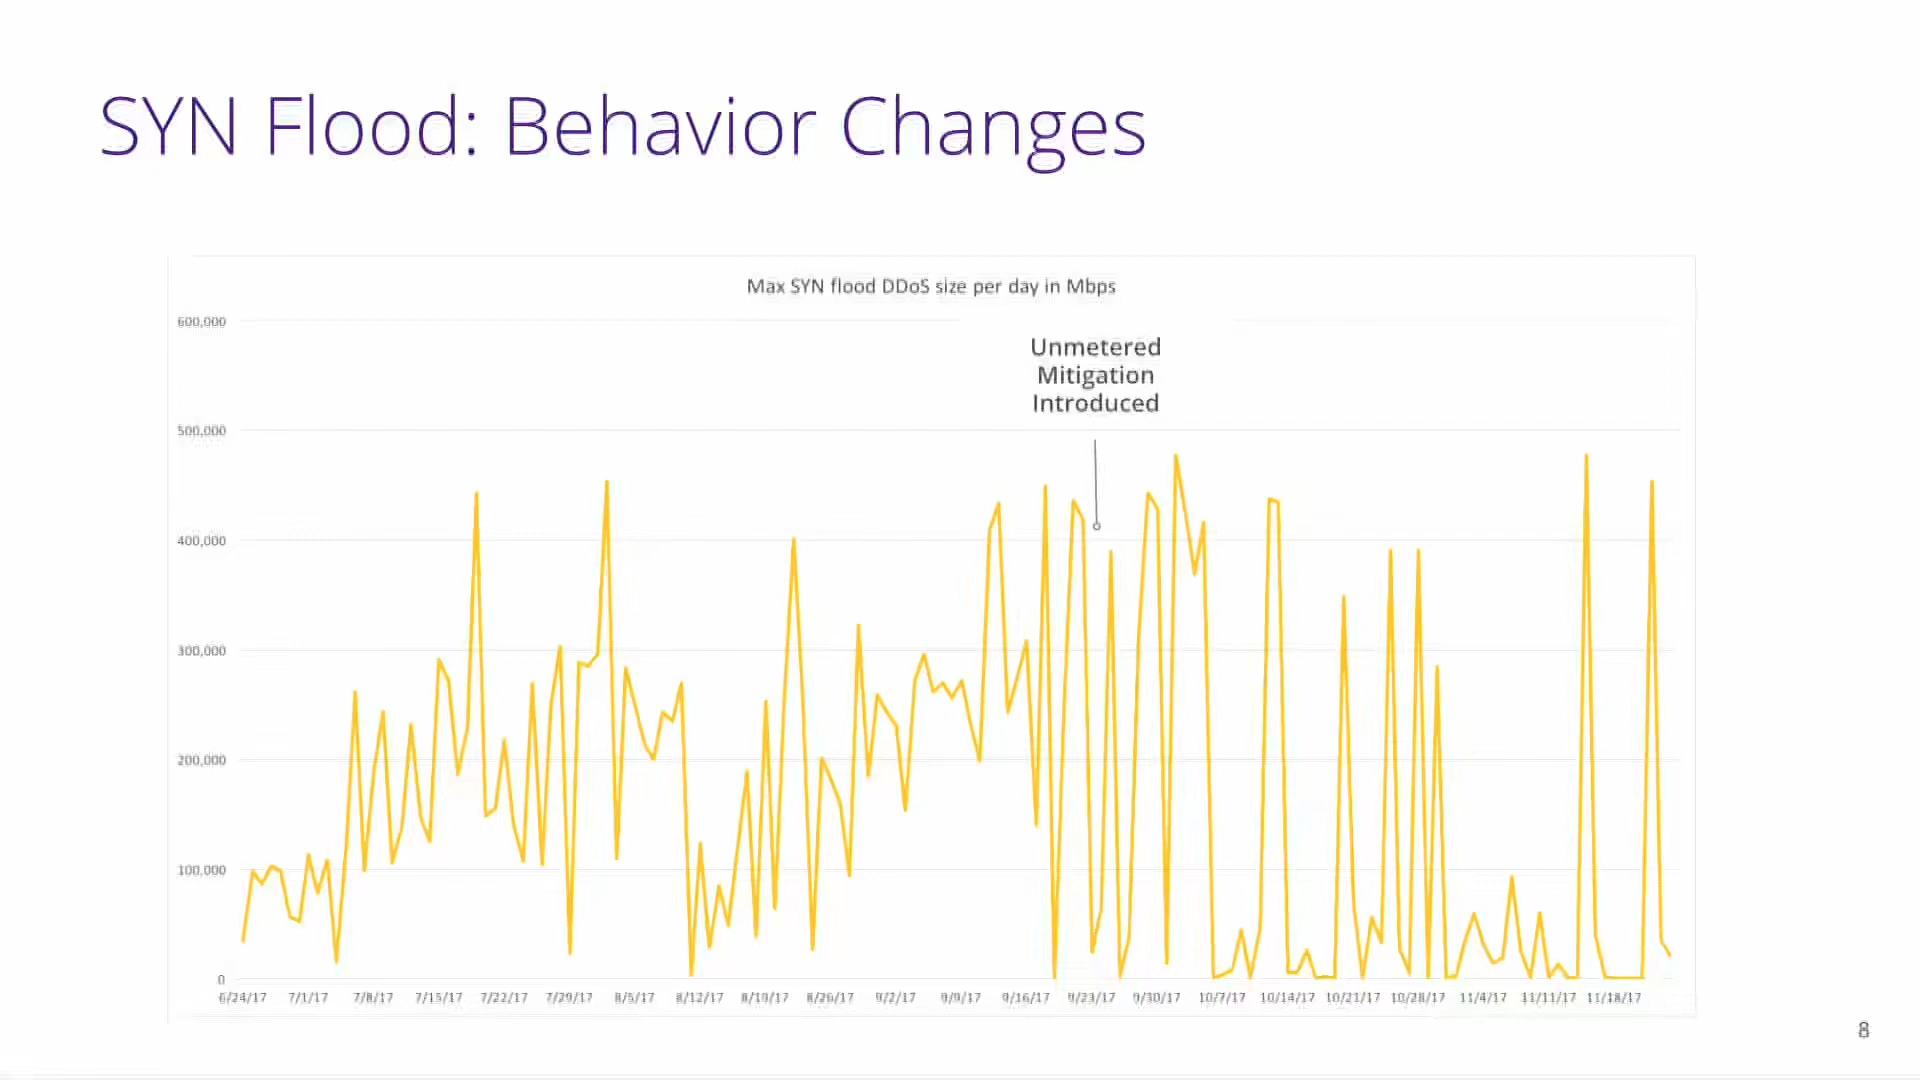 SYN Flood: Behavior Changes
Max SYN flood DDoS size per day in Mbps
Unmetered
Mitigation
Introduced
600,000
500,000
400,000
300,000
200,000
100,000
0
6/24/17 7/1/17 7/8/17 7/15/17 7/22/17 7/29/17 8/5/17 8/12/17 8/19/17 8/26/17 9/2/17 9/9/17 9/16/17 9/23/17 9/30/17 10/7/17 10/14/17 10/21/17 10/28/17 11/4/17 11/11/17 11/18/17
8